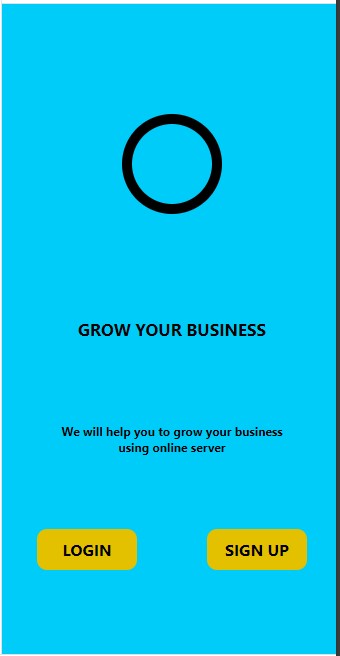 GROW YOUR BUSINESS
We will help you to grow your business
using online server
LOGIN
SIGN UP